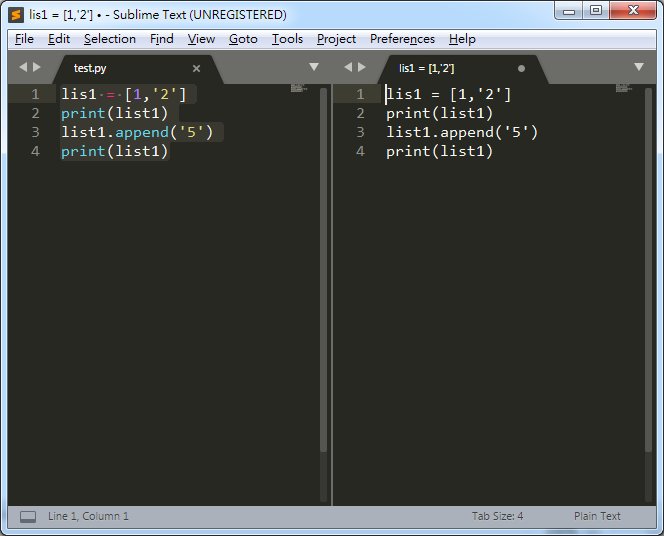 lis1 = [1,'2'] • - Sublime Text (UNREGISTERED)
File Edit Selection Find View Goto Tools Project Preferences Help
test.py
lis1 = [1,'2']
1 lis1 = [1,'2']
2 print(list1)
3 list1.append('5')
4 print(list1)
1 lis1 = [1,'2']
2 print(list1)
3 list1.append('5')
4 print(list1)
Line 1, Column 1 Tab Size: 4 Plain Text